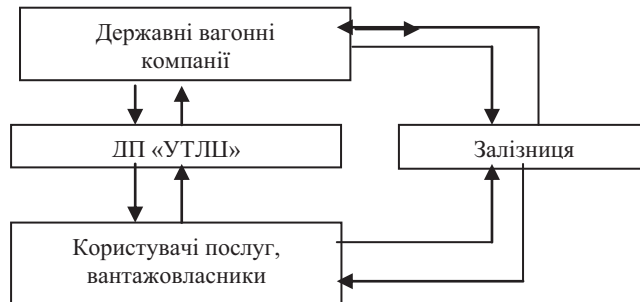 Державні вагонні
компанії
ДП «УТЛЦ»
Залізниця
Користувачі послуг,
вантажовласники